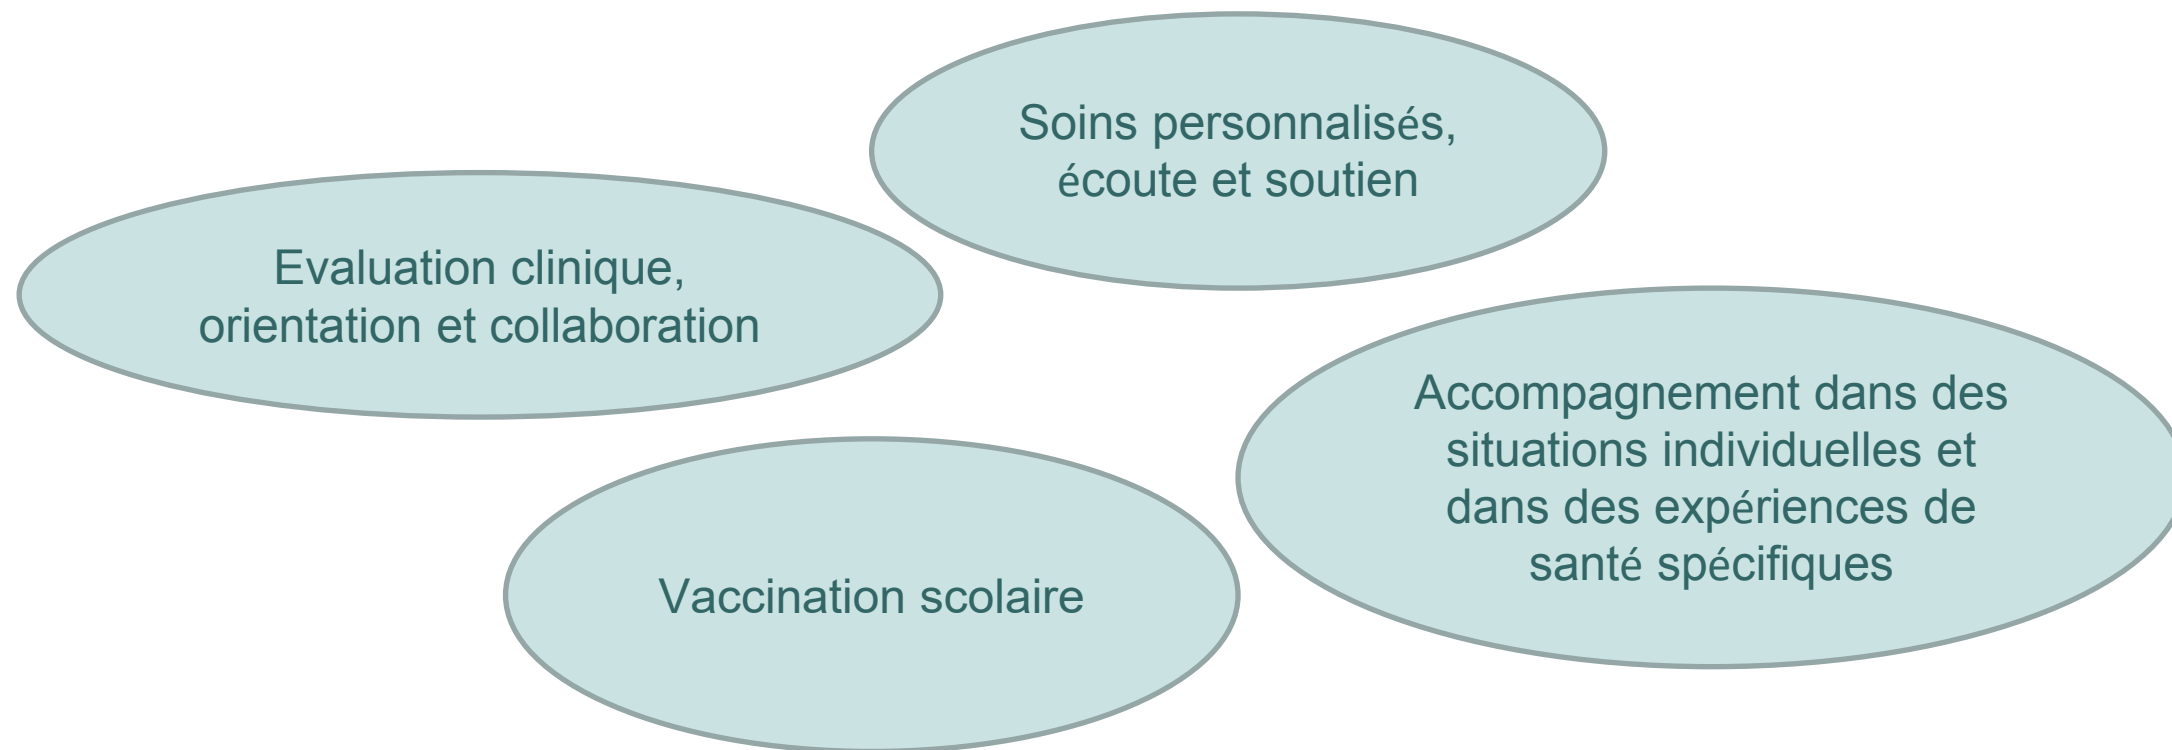 Soins personnalisés,
écoute et soutien
Evaluation clinique,
orientation et collaboration
Accompagnement dans des
situations individuelles et
dans des expériences de
santé spécifiques
Vaccination scolaire